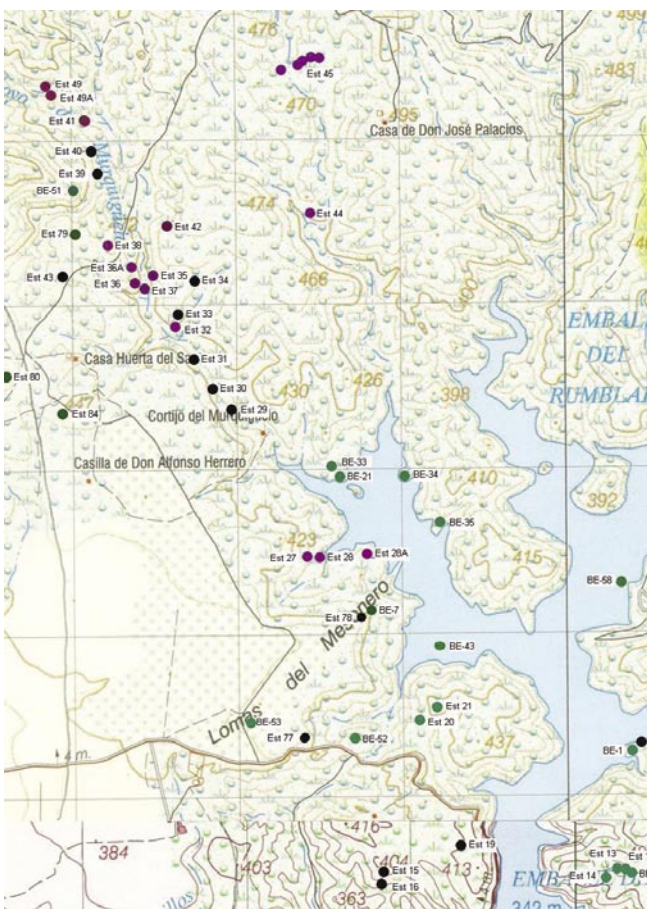 476
499
Est 45
483
Est 49
Est 49A
470
495
Est 41
Casa de Don José Palacios
Est 40
Est 39
Murquigüelo
BE-51
474
Est 44
Est 42
Est 79
Est 38
Est 36A
Est 35
Est 43
Est 36
Est 37
Est 34
466
400
Est 33
Est 32
EMBAL
DEL
RUMBLAR
Casa Huerta del Sa
Est 31
426
Est 80
Est 30
430
398
447
Est 84
Est 29
Cortijo del Murquigüelo
Casilla de Don Alfonso Herrero
BE-33
BE-21
BE-34
410
392
BE-35
423
Est 27
Est 28
Est 28A
415
BE-58
BE-7
Est 78
Lomas del Mesonero
BE-43
Est 21
Est 20
BE-53
Est 77
BE-52
437
BE-1
4 m.
416
Est 19
384
403
404
413
Est 15
Est 16
363
Est 13
Est 14
342 m